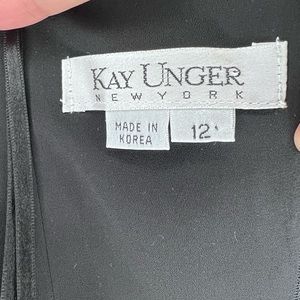 KAY UNGER
NEW YORK
MADE IN
KOREA
12